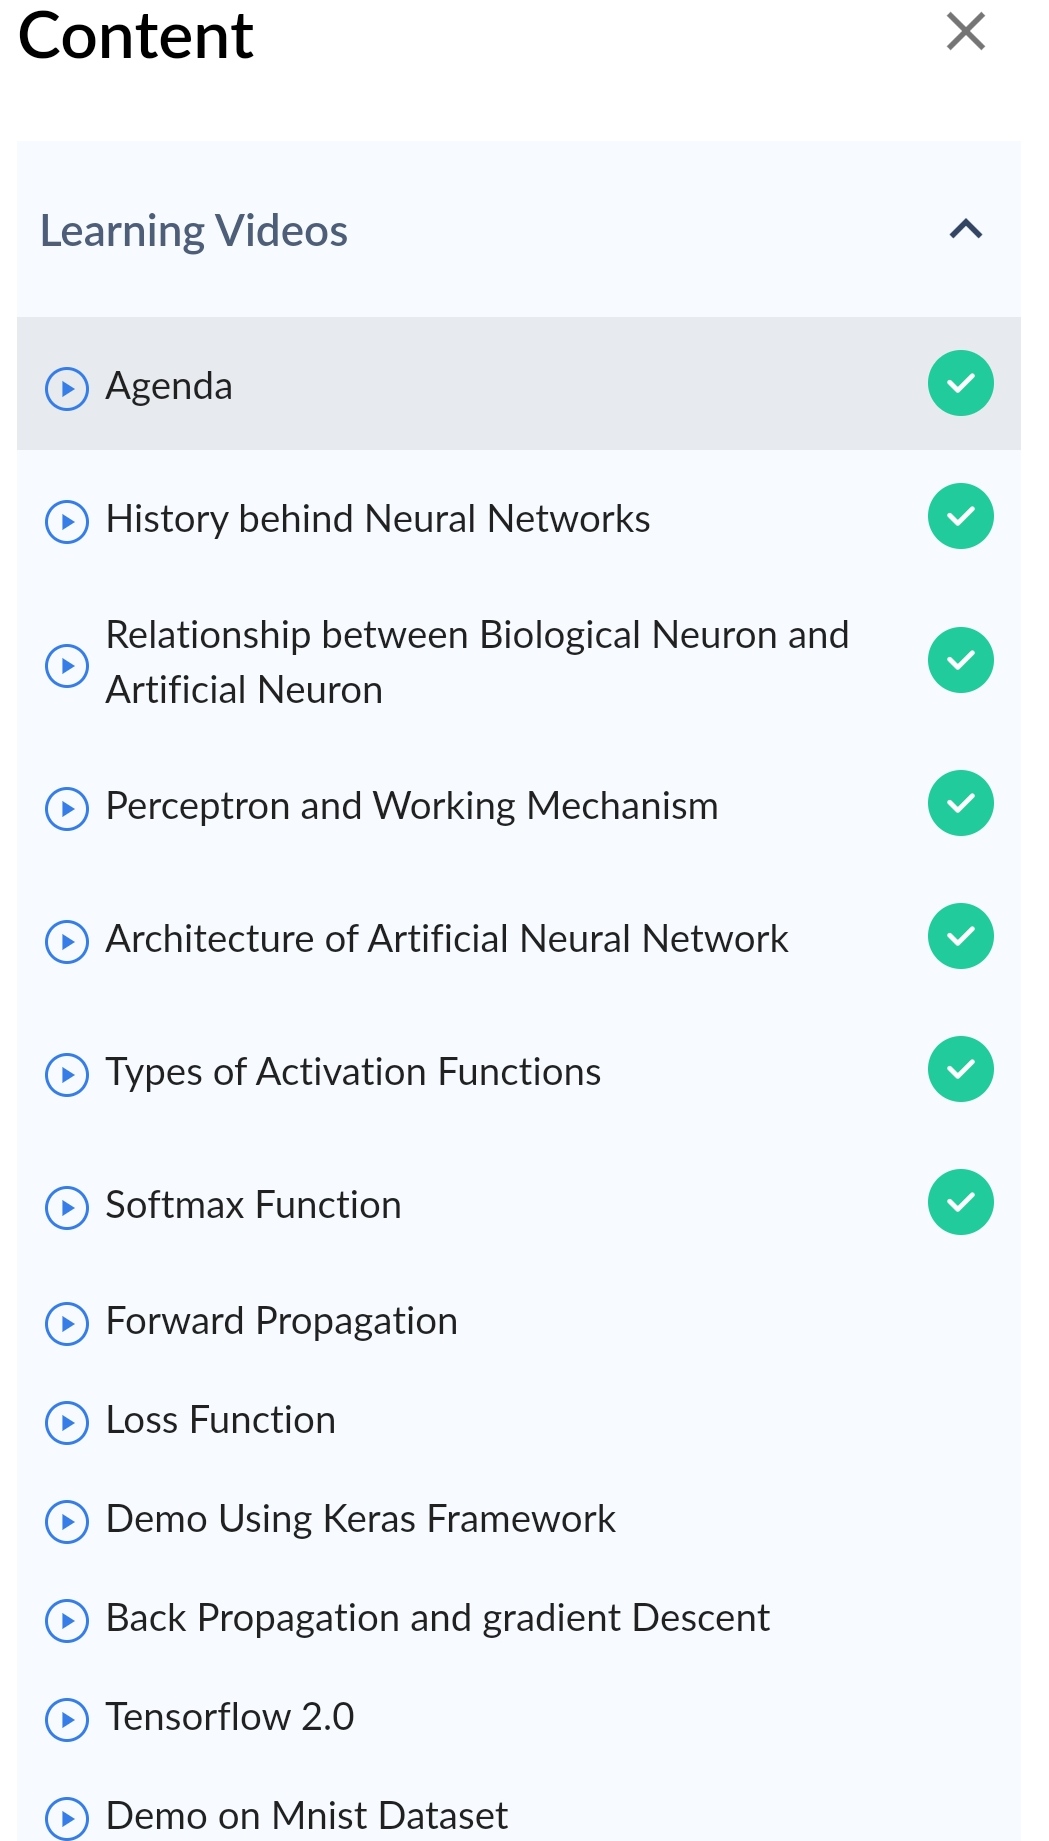 Content
Learning Videos
Agenda
History behind Neural Networks
Relationship between Biological Neuron and
Artificial Neuron
Perceptron and Working Mechanism
Architecture of Artificial Neural Network
Types of Activation Functions
Softmax Function
Forward Propagation
Loss Function
Demo Using Keras Framework
Back Propagation and gradient Descent
Tensorflow 2.0
Demo on Mnist Dataset